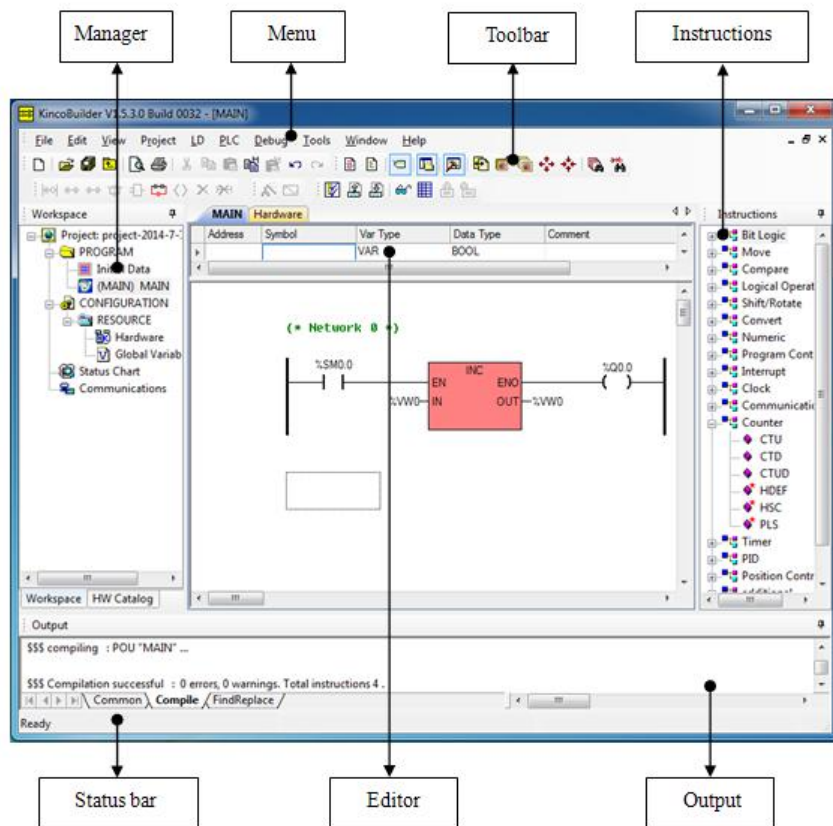 Manager Menu Toolbar Instructions
KincoBuilder V1.5.3.0 Build 0032 - [MAIN]
File Edit View Project LD PLC Debug Tools Window Help
Workspace
Project: project-2014-7-
PROGRAM
Initial Data
(MAIN) MAIN
CONFIGURATION
RESOURCE
Hardware
Global Variab
Status Chart
Communications
Workspace HW Catalog
MAIN Hardware
Address Symbol Var Type Data Type Comment
VAR BOOL
(* Network 0 *)
%SM0.0 INC %Q0.0
EN ENO
%VW0 IN OUT %VW0
Instructions
Bit Logic
Move
Compare
Logical Operat
Shift/Rotate
Convert
Numeric
Program Cont
Interrupt
Clock
Communicatio
Counter
CTU
CTD
CTUD
HDEF
HSC
PLS
Timer
PID
Position Contr
additional
Output
$$$ compiling : POU "MAIN" ...
$$$ Compilation successful : 0 errors, 0 warnings. Total instructions 4 .
Common Compile FindReplace
Ready
Status bar Editor Output